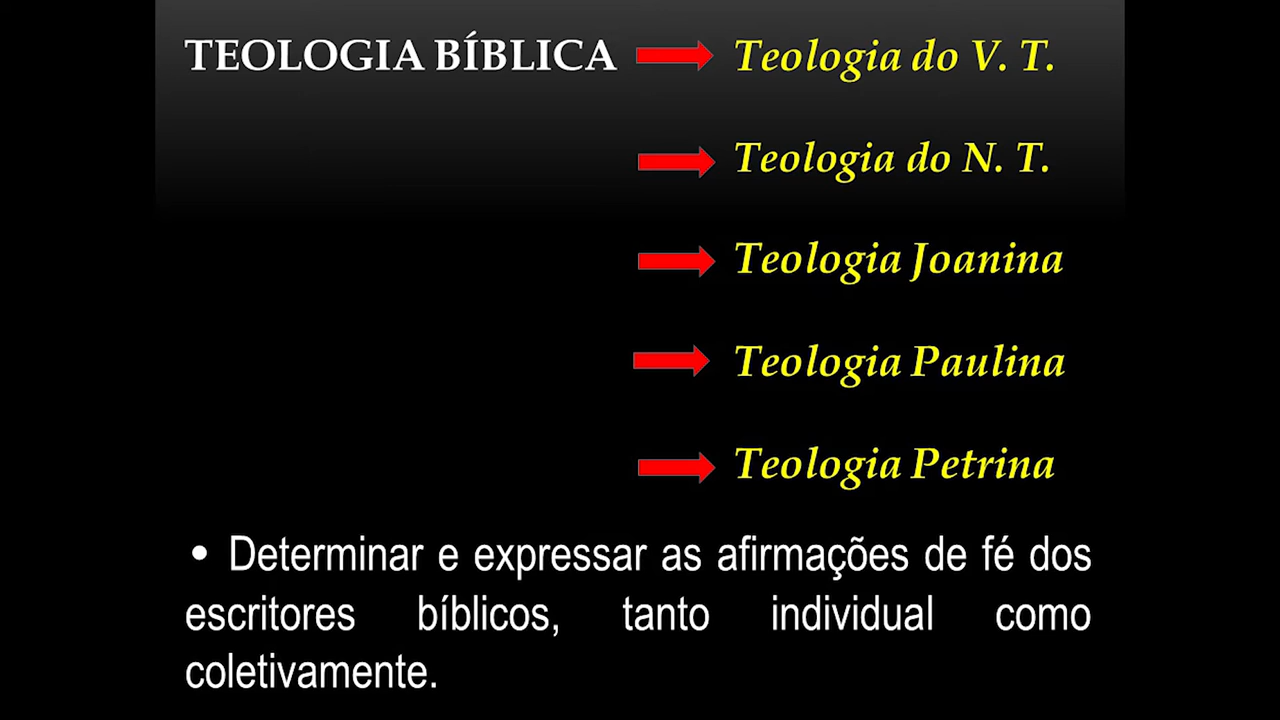 TEOLOGIA BÍBLICA Teologia do V. T.
Teologia do N. T.
Teologia Joanina
Teologia Paulina
Teologia Petrina
• Determinar e expressar as afirmações de fé dos
escritores bíblicos, tanto individual como
coletivamente.